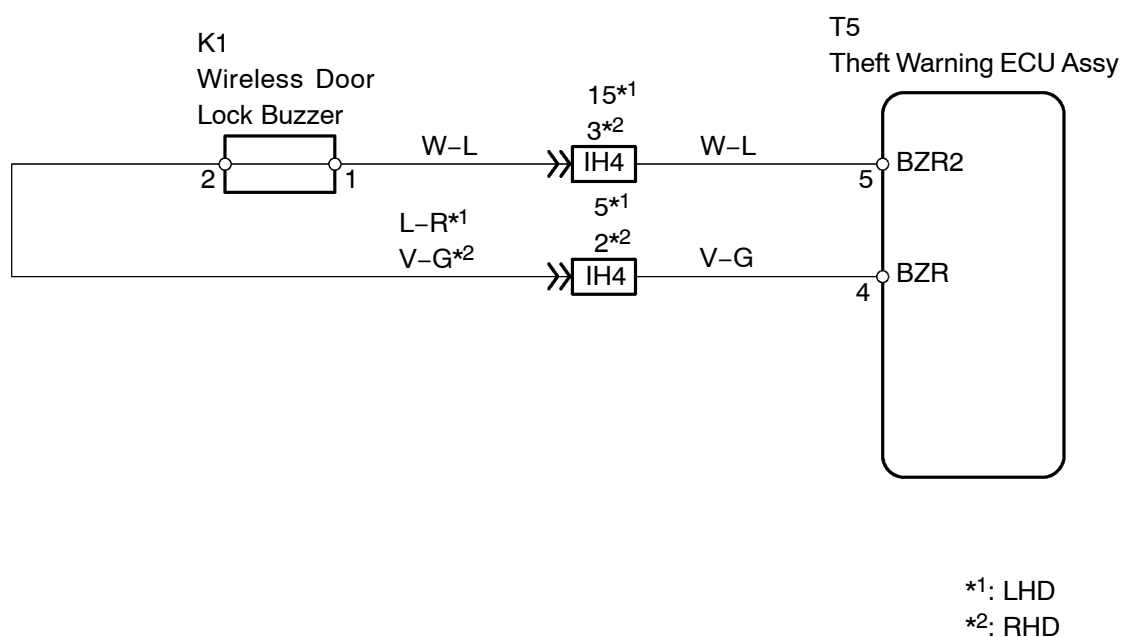 K1
Wireless Door
Lock Buzzer
T5
Theft Warning ECU Assy
15*1
3*2
2
1
W–L
IH4
W–L
5
BZR2
L–R*1
V–G*2
5*1
2*2
IH4
V–G
4
BZR
*1: LHD
*2: RHD